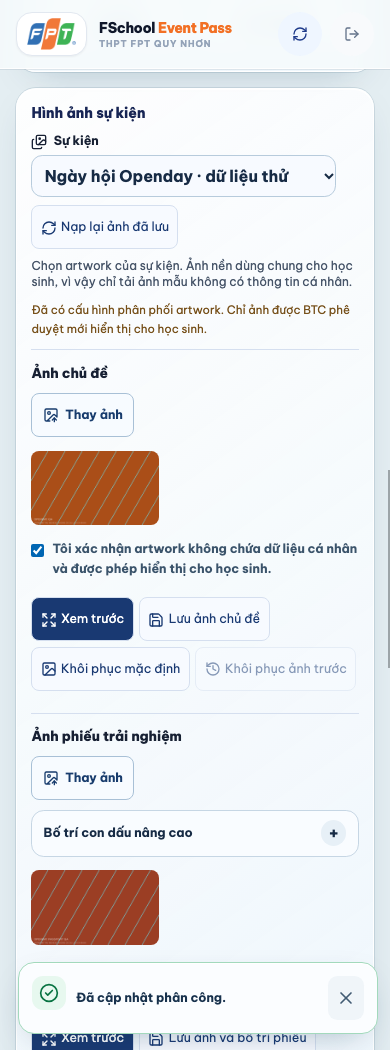 FPT
FSchool Event Pass
THPT FPT QUY NHƠN
Hình ảnh sự kiện
Sự kiện
Ngày hội Openday · dữ liệu thử
Nạp lại ảnh đã lưu
Chọn artwork của sự kiện. Ảnh nền dùng chung cho học
sinh, vì vậy chỉ tải ảnh mẫu không có thông tin cá nhân.
Đã có cấu hình phân phối artwork. Chỉ ảnh được BTC phê
duyệt mới hiển thị cho học sinh.
Ảnh chủ đề
Thay ảnh
Tôi xác nhận artwork không chứa dữ liệu cá nhân
và được phép hiển thị cho học sinh.
Xem trước
Lưu ảnh chủ đề
Khôi phục mặc định
Khôi phục ảnh trước
Ảnh phiếu trải nghiệm
Thay ảnh
Bố trí con dấu nâng cao
Đã cập nhật phân công.
Xem trước
Lưu ảnh và bố trí phiếu